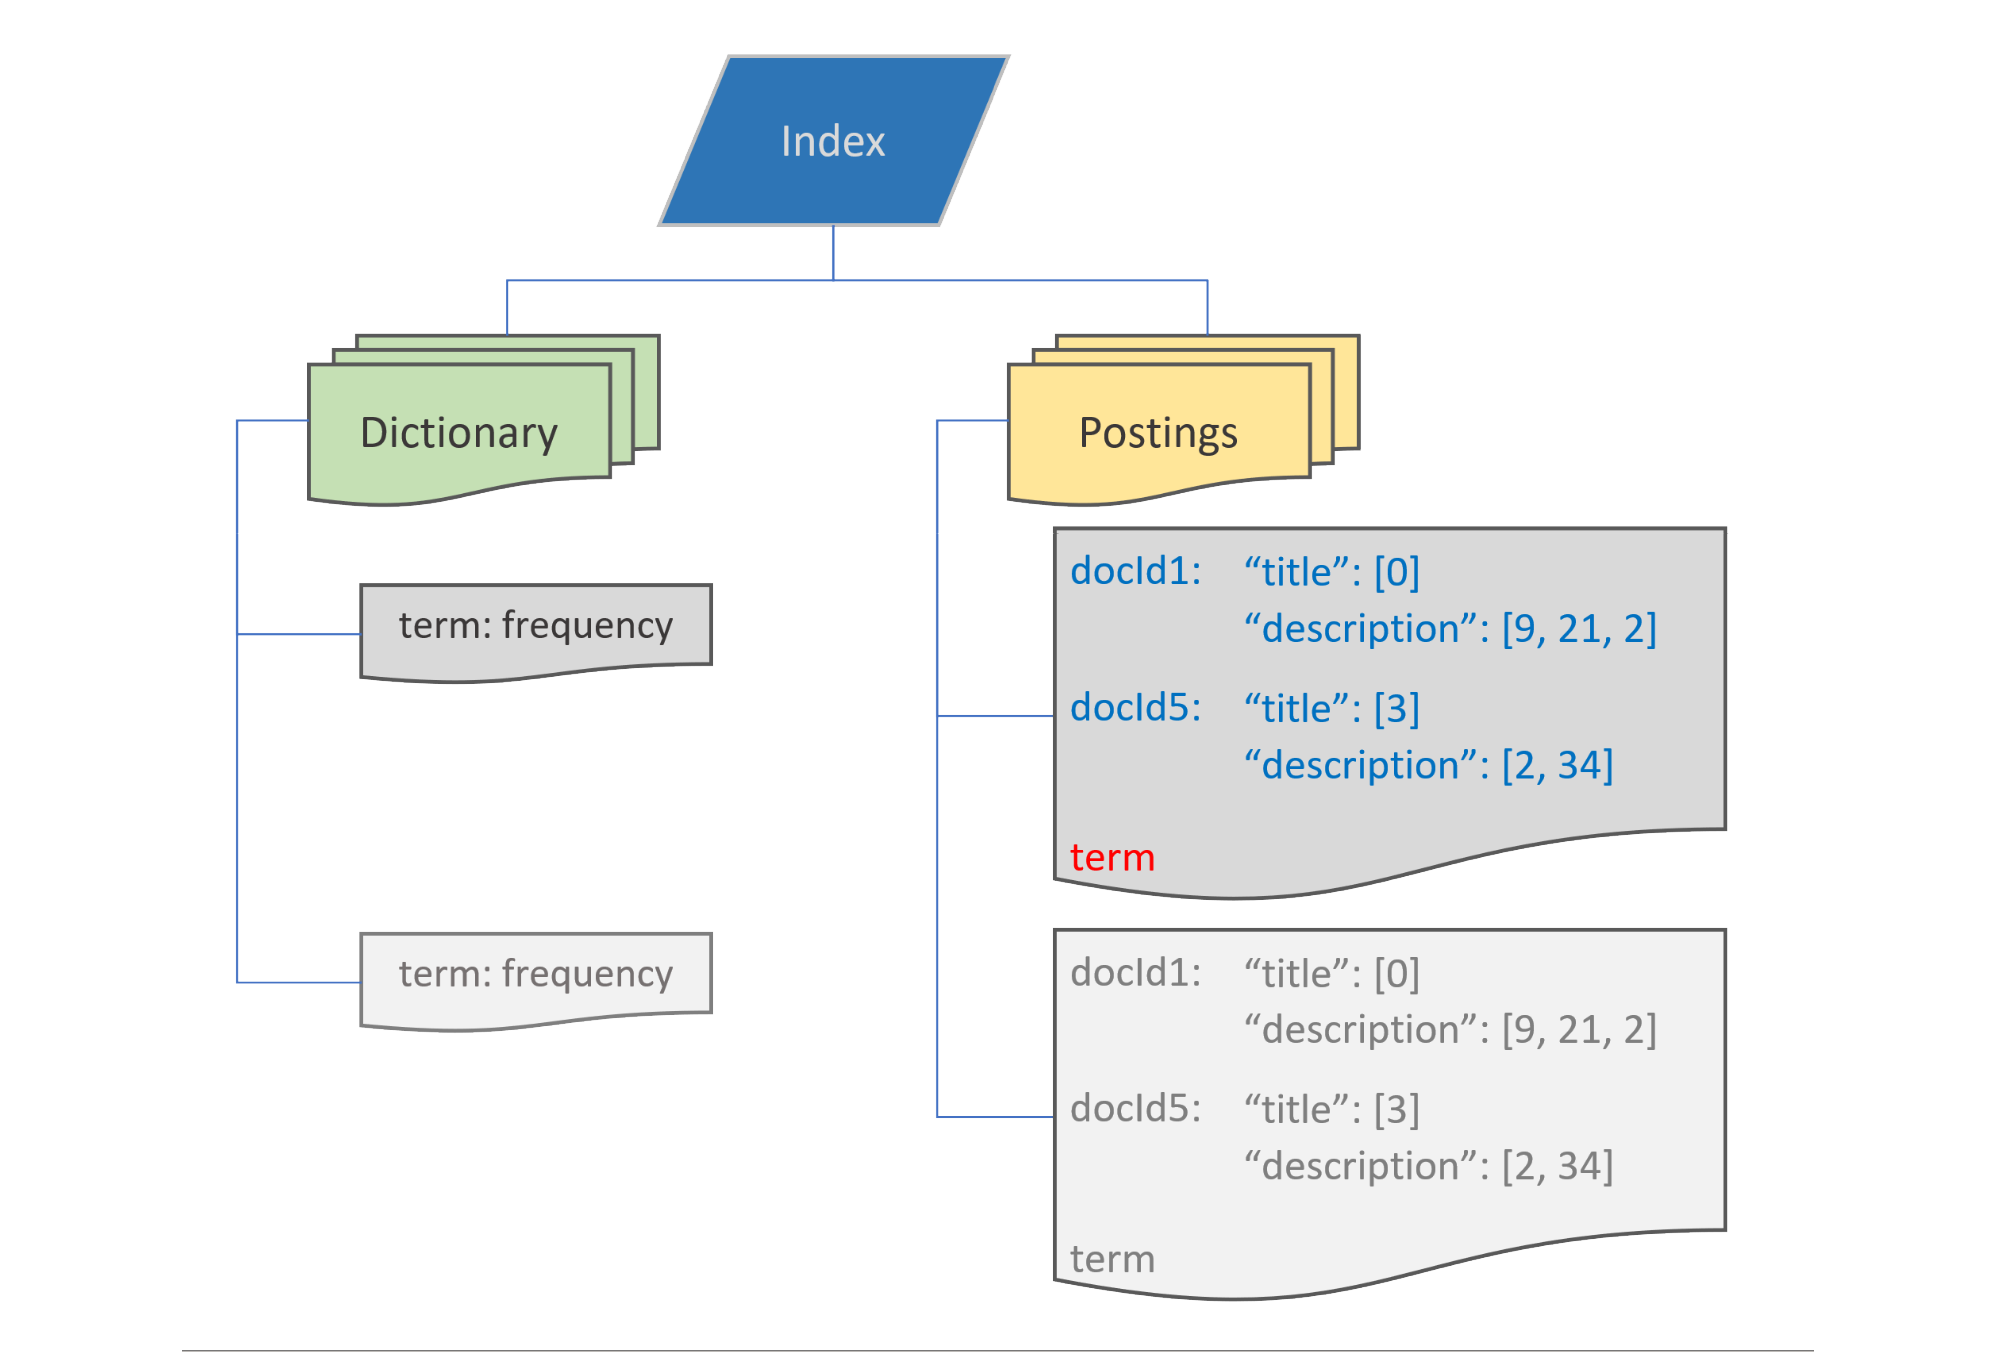 Index
Dictionary
Postings
term: frequency
term: frequency
docId1: “title”: [0]
“description”: [9, 21, 2]
docId5: “title”: [3]
“description”: [2, 34]
term
docId1: “title”: [0]
“description”: [9, 21, 2]
docId5: “title”: [3]
“description”: [2, 34]
term